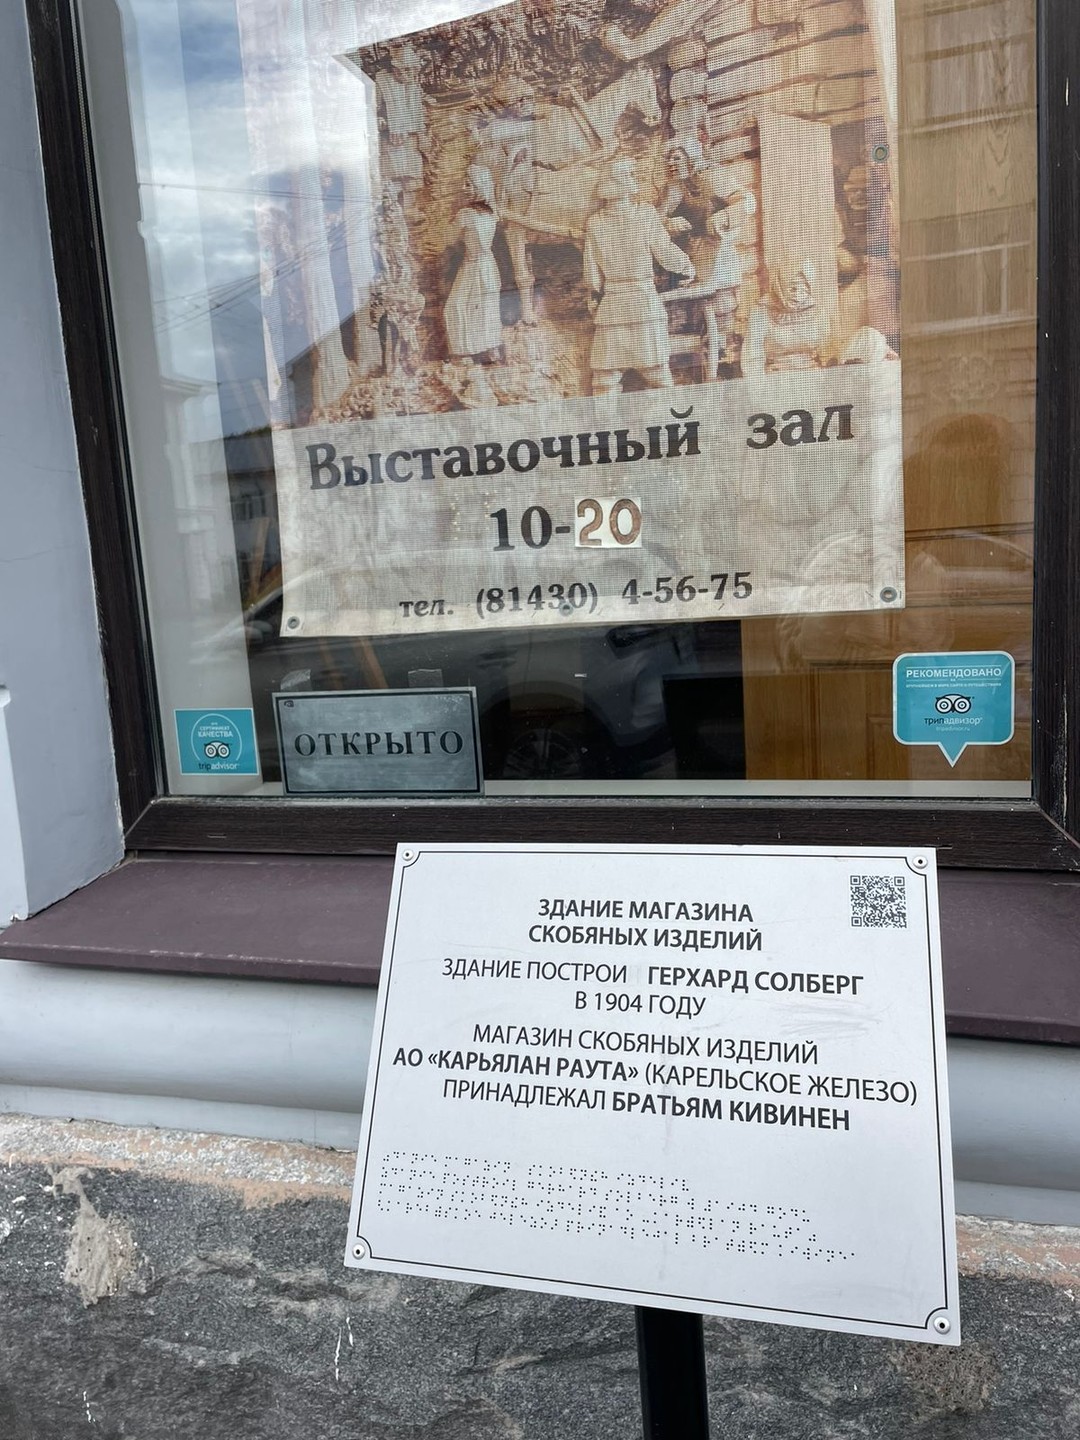 Выставочный зал
10-20
тел. (81430) 4-56-75
СЕРТИФИКАТ
КАЧЕСТВА
tripadvisor
ОТКРЫТО
РЕКОМЕНДОВАНО
трипадвизор
ЗДАНИЕ МАГАЗИНА
СКОБЯНЫХ ИЗДЕЛИЙ
ЗДАНИЕ ПОСТРОИ ГЕРХАРД СОЛБЕРГ
В 1904 ГОДУ
МАГАЗИН СКОБЯНЫХ ИЗДЕЛИЙ
АО «КАРЬЯЛАН РАУТА» (КАРЕЛЬСКОЕ ЖЕЛЕЗО)
ПРИНАДЛЕЖАЛ БРАТЬЯМ КИВИНЕН